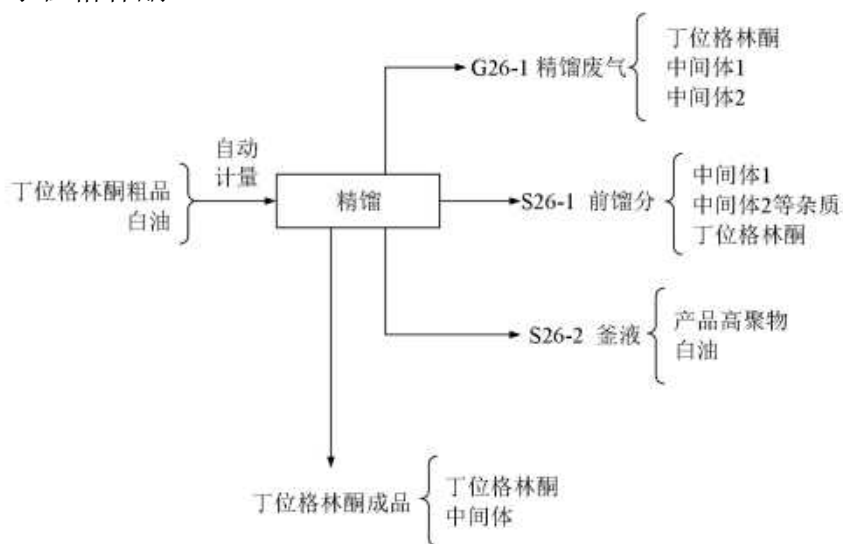 G26-1 精馏废气
丁位格林酮
中间体1
中间体2
自动
计量
丁位格林酮粗品
白油
精馏
S26-1 前馏分
中间体1
中间体2等杂质
丁位格林酮
S26-2 釜液
产品高聚物
白油
丁位格林酮成品
丁位格林酮
中间体